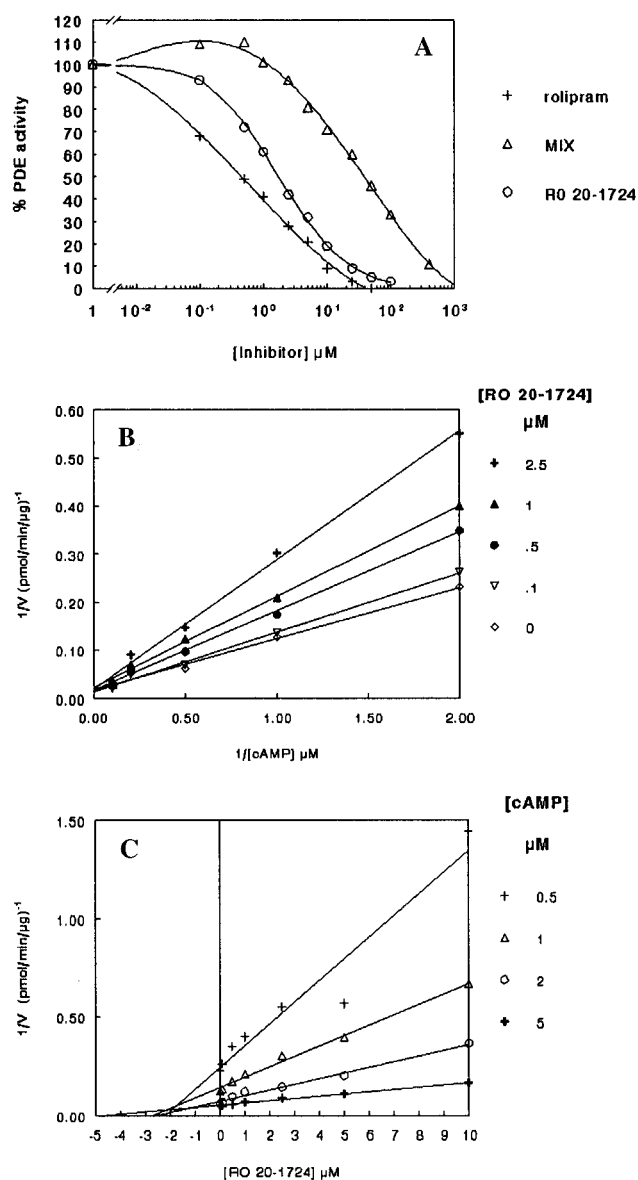 A
120
110
100
90
80
70
60
50
40
30
20
10
0
% PDE activity
1 10⁻² 10⁻¹ 10⁰ 10¹ 10² 10³
[Inhibitor] µM
rolipram
MIX
R0 20-1724
B
[RO 20-1724]
µM
2.5
1
.5
.1
0
0.60
0.50
0.40
0.30
0.20
0.10
0.00
1/V (pmol/min/µg)⁻¹
0.00 0.50 1.00 1.50 2.00
1/[cAMP] µM
C
[cAMP]
µM
0.5
1
2
5
1.50
1.00
0.50
0.00
1/V (pmol/min/µg)⁻¹
-5 -4 -3 -2 -1 0 1 2 3 4 5 6 7 8 9 10
[RO 20-1724] µM